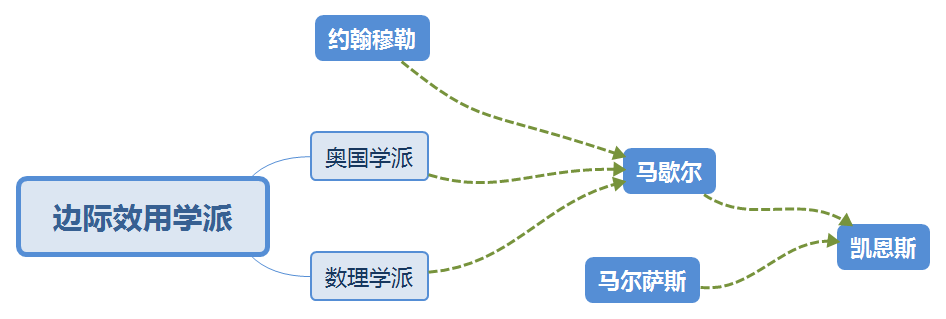 约翰穆勒
奥国学派
马歇尔
边际效用学派
凯恩斯
数理学派
马尔萨斯